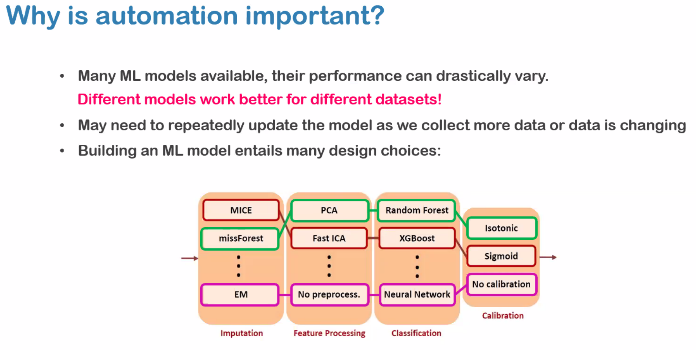 Why is automation important?
• Many ML models available, their performance can drastically vary.
Different models work better for different datasets!
• May need to repeatedly update the model as we collect more data or data is changing
• Building an ML model entails many design choices:
MICE
missForest
EM
Imputation
PCA
Fast ICA
No preprocess.
Feature Processing
Random Forest
XGBoost
Neural Network
Classification
Isotonic
Sigmoid
No calibration
Calibration